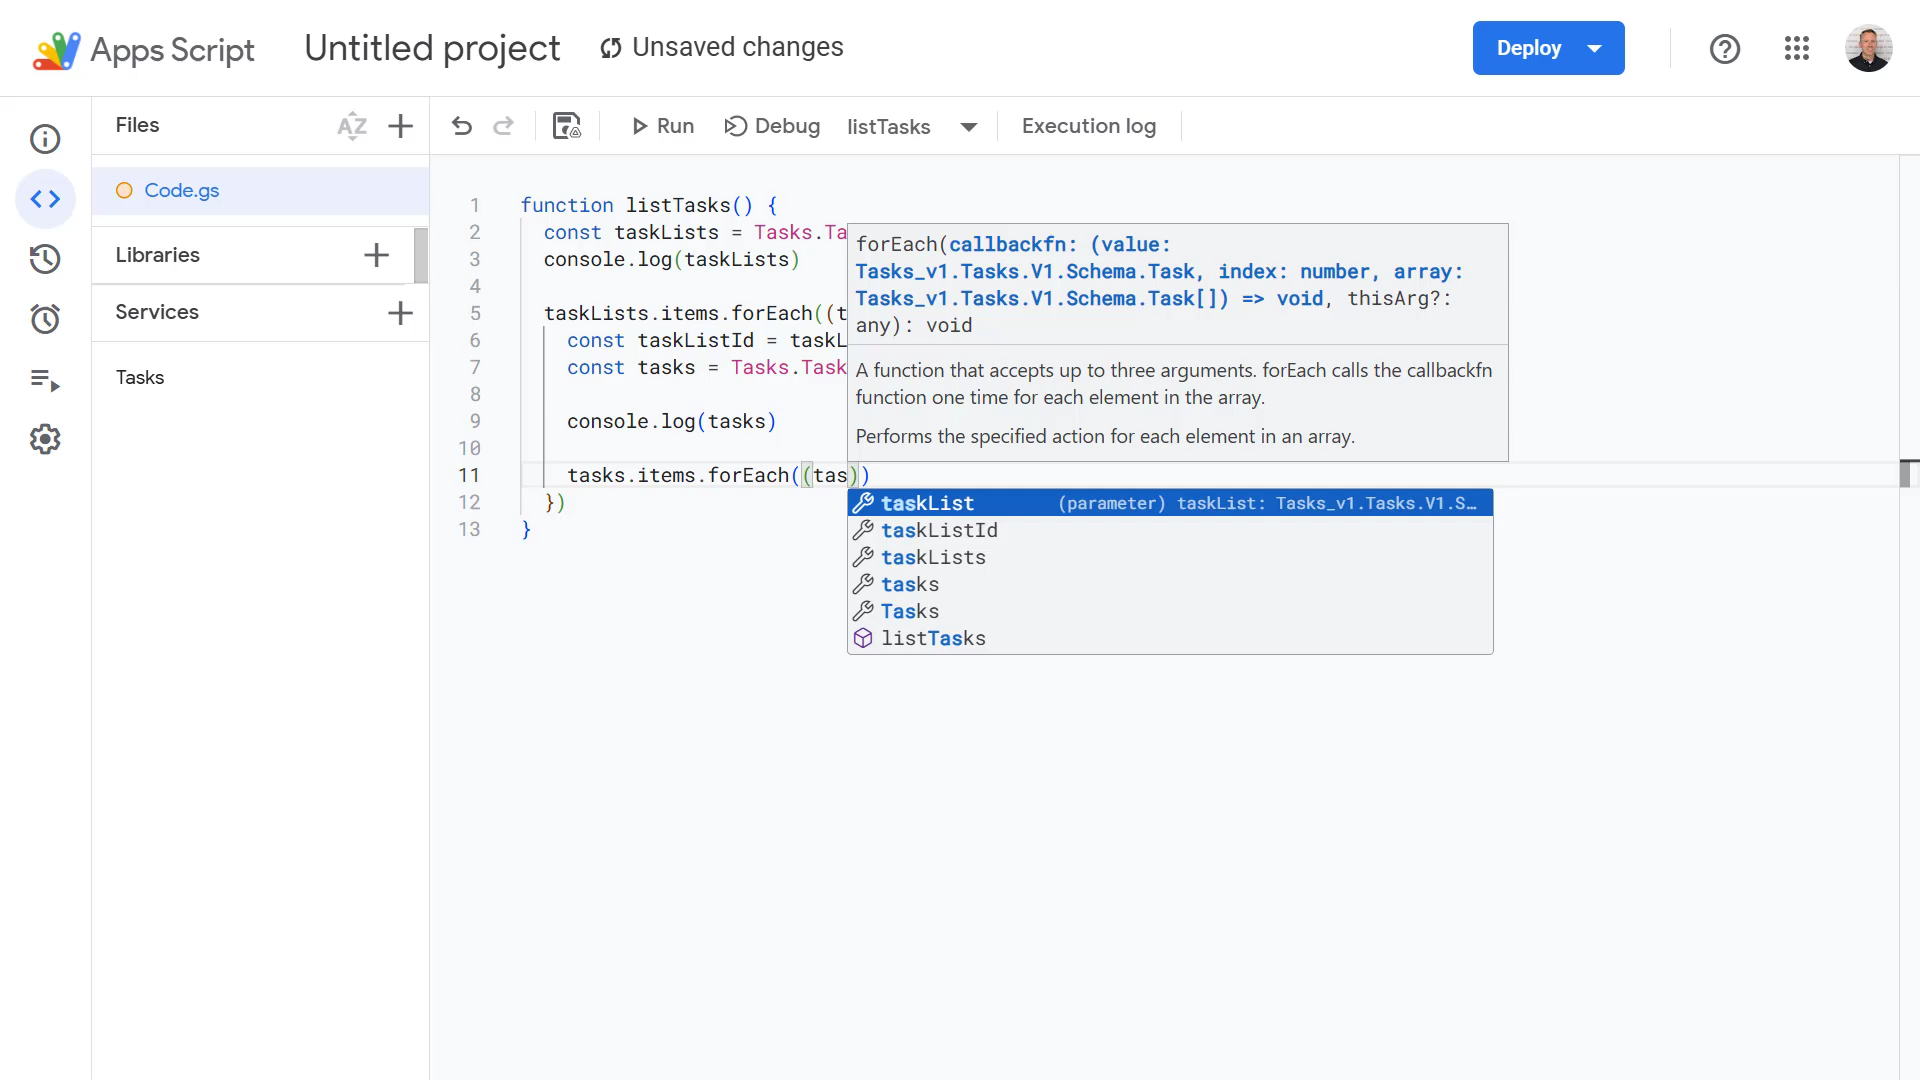 Apps Script
Untitled project
Unsaved changes
Deploy
Files
AZ
Run
Debug
listTasks
Execution log
Code.gs
Libraries
Services
Tasks
1 function listTasks() {
2 const taskLists = Tasks.Ta
3 console.log(taskLists)
4
5 taskLists.items.forEach((t
6 const taskListId = taskL
7 const tasks = Tasks.Task
8
9 console.log(tasks)
10
11 tasks.items.forEach((tas))
12 })
13 }
forEach(callbackfn: (value:
Tasks_v1.Tasks.V1.Schema.Task, index: number, array:
Tasks_v1.Tasks.V1.Schema.Task[]) => void, thisArg?:
any): void
A function that accepts up to three arguments. forEach calls the callbackfn
function one time for each element in the array.
Performs the specified action for each element in an array.
taskList (parameter) taskList: Tasks_v1.Tasks.V1.S…
taskListId
taskLists
tasks
Tasks
listTasks